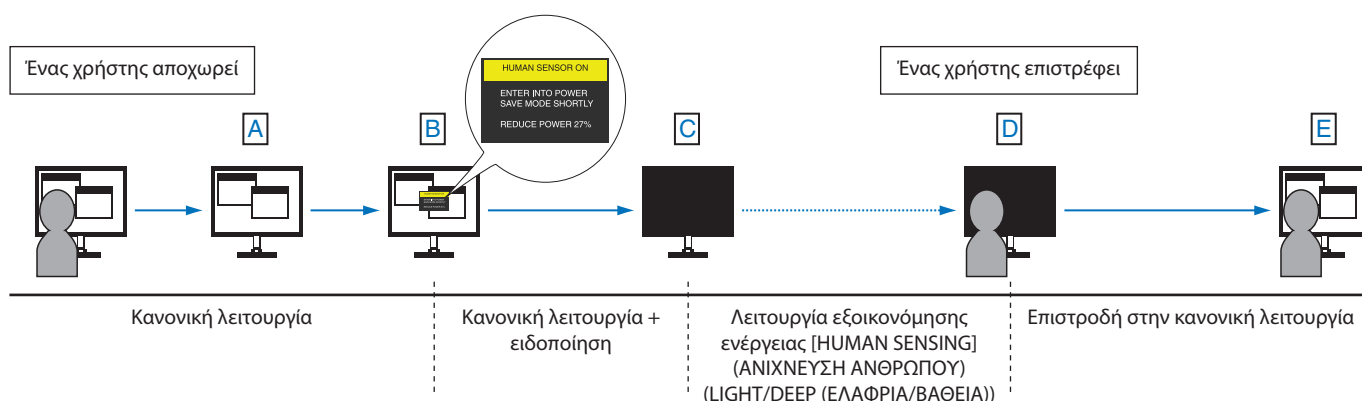 Ένας χρήστης αποχωρεί
Ένας χρήστης επιστρέφει
HUMAN SENSOR ON
ENTER INTO POWER
SAVE MODE SHORTLY
REDUCE POWER 27%
A
B
C
D
E
Κανονική λειτουργία
Κανονική λειτουργία +
ειδοποίηση
Λειτουργία εξοικονόμησης
ενέργειας [HUMAN SENSING]
(ΑΝΙΧΝΕΥΣΗ ΑΝΘΡΩΠΟΥ)
(LIGHT/DEEP (ΕΛΑΦΡΙΑ/ΒΑΘΕΙΑ))
Επιστροδή στην κανονική λειτουργία